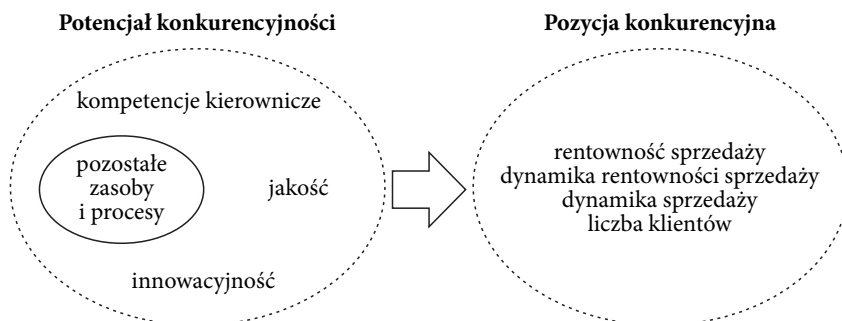 Potencjał konkurencyjności
Pozycja konkurencyjna
kompetencje kierownicze
pozostałe
zasoby
i procesy
jakość
innowacyjność
rentowność sprzedaży
dynamika rentowności sprzedaży
dynamika sprzedaży
liczba klientów